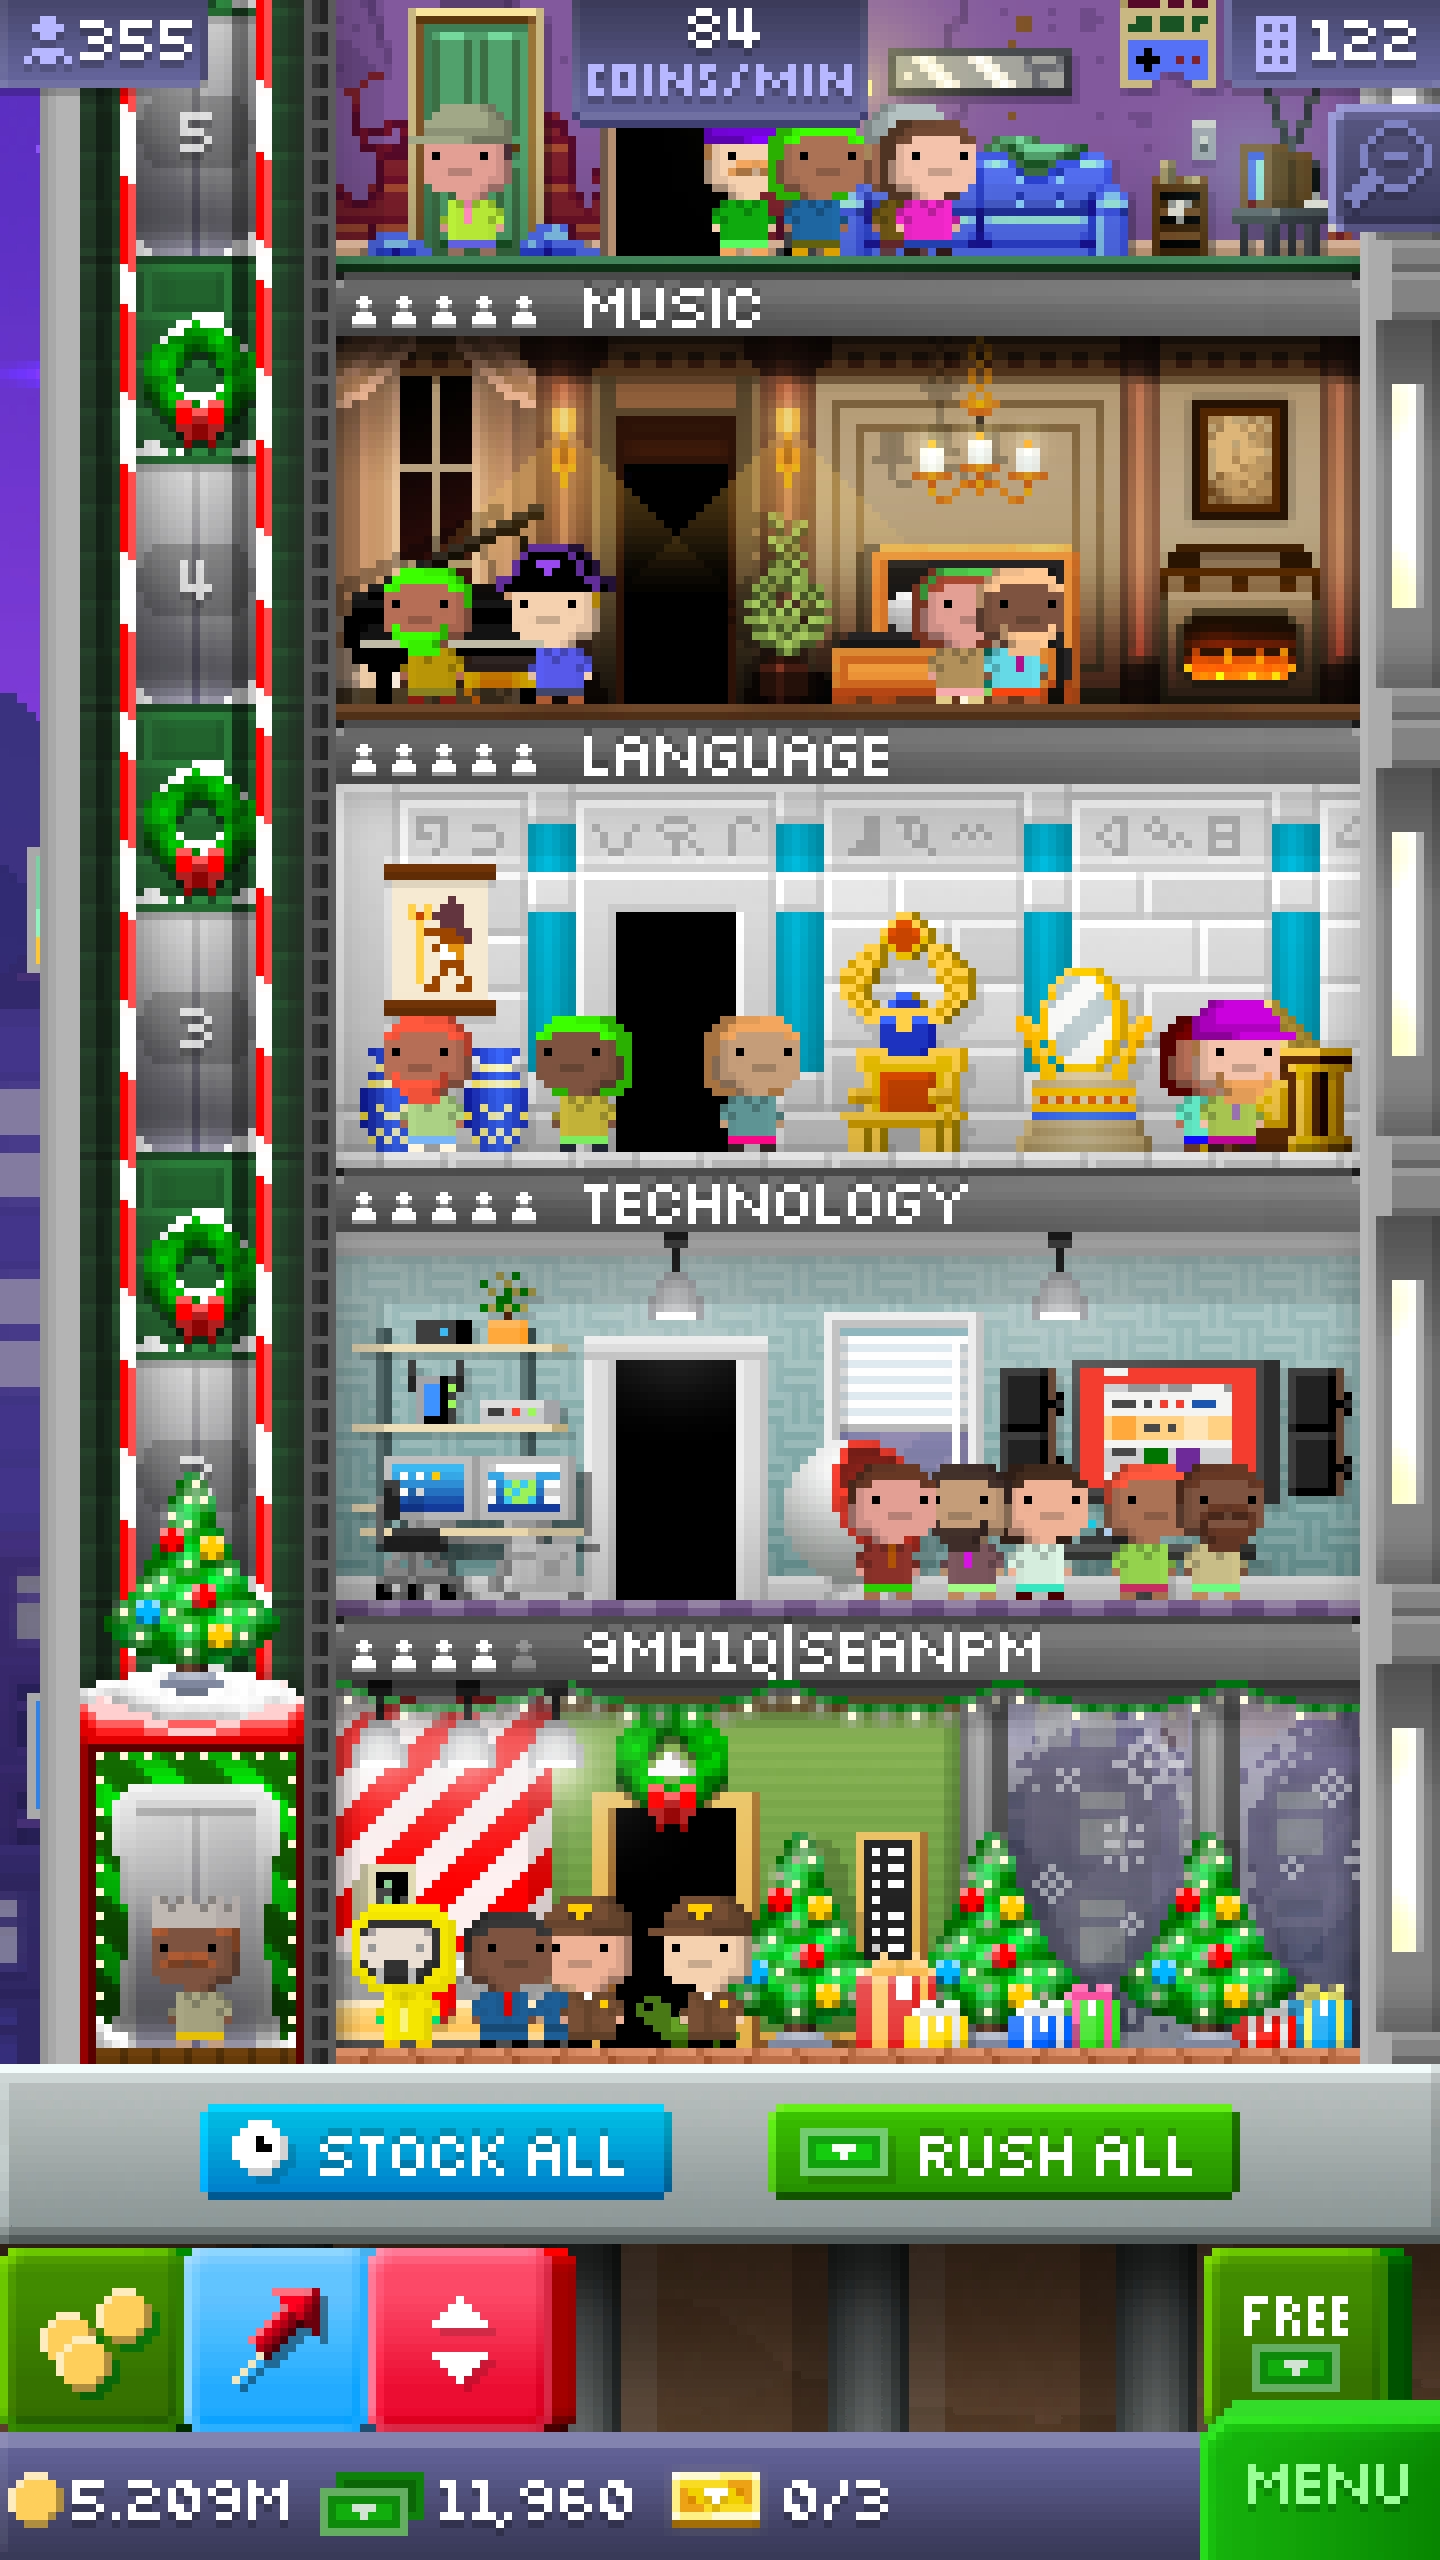 355
84
COINS/MIN
122
5
MUSIC
4
LANGUAGE
3
TECHNOLOGY
9MH1Q|SEANPM
STOCK ALL
RUSH ALL
FREE
5.209M
11,960
0/3
MENU